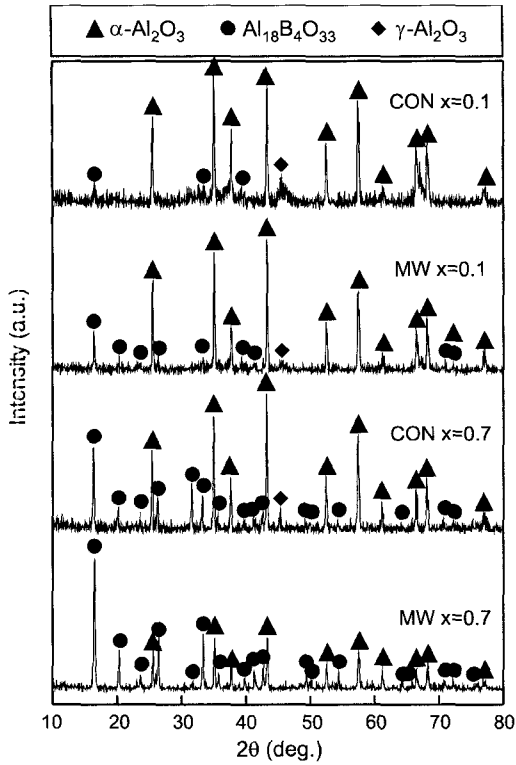 ▲ α-Al₂O₃ ● Al₁₈B₄O₃₃ ◆ γ-Al₂O₃
CON x=0.1
MW x=0.1
CON x=0.7
MW x=0.7
Intensity (a.u.)
10 20 30 40 50 60 70 80
2θ (deg.)